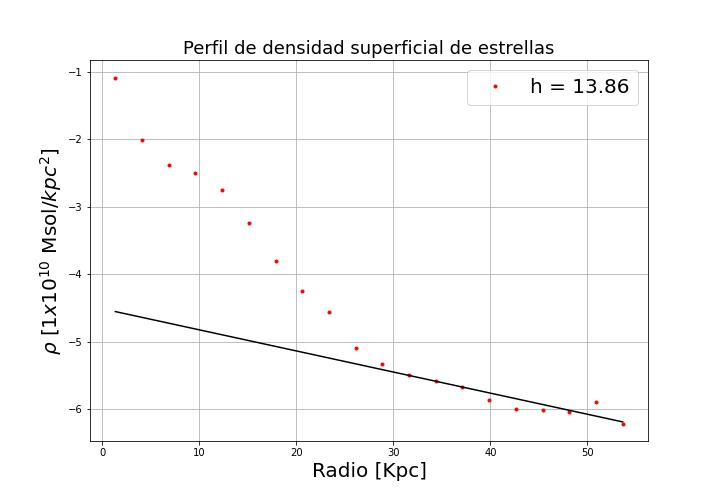 Perfil de densidad superficial de estrellas
h = 13.86
ρ [1x10¹⁰ Msol/kpc²]
−1
−2
−3
−4
−5
−6
0 10 20 30 40 50
Radio [Kpc]